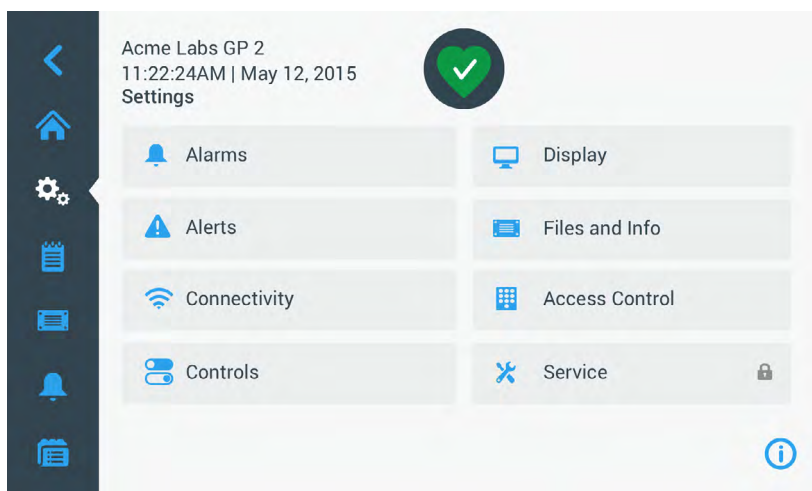 Acme Labs GP 2
11:22:24AM | May 12, 2015
Settings
Alarms
Display
Alerts
Files and Info
Connectivity
Access Control
Controls
Service